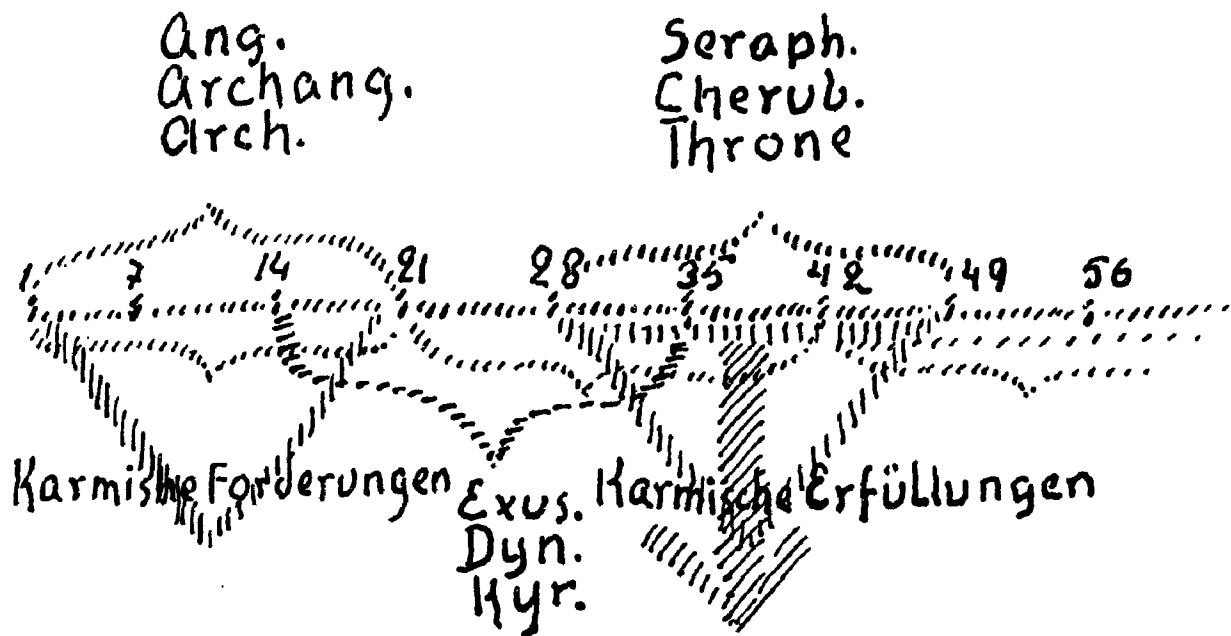 Ang.
Archang.
Arch.
Seraph.
Cherub.
Throne
1 7 14 21 28 35 42 49 56
Karmische Forderungen
Exus.
Dyn.
Kyr.
Karmische Erfüllungen